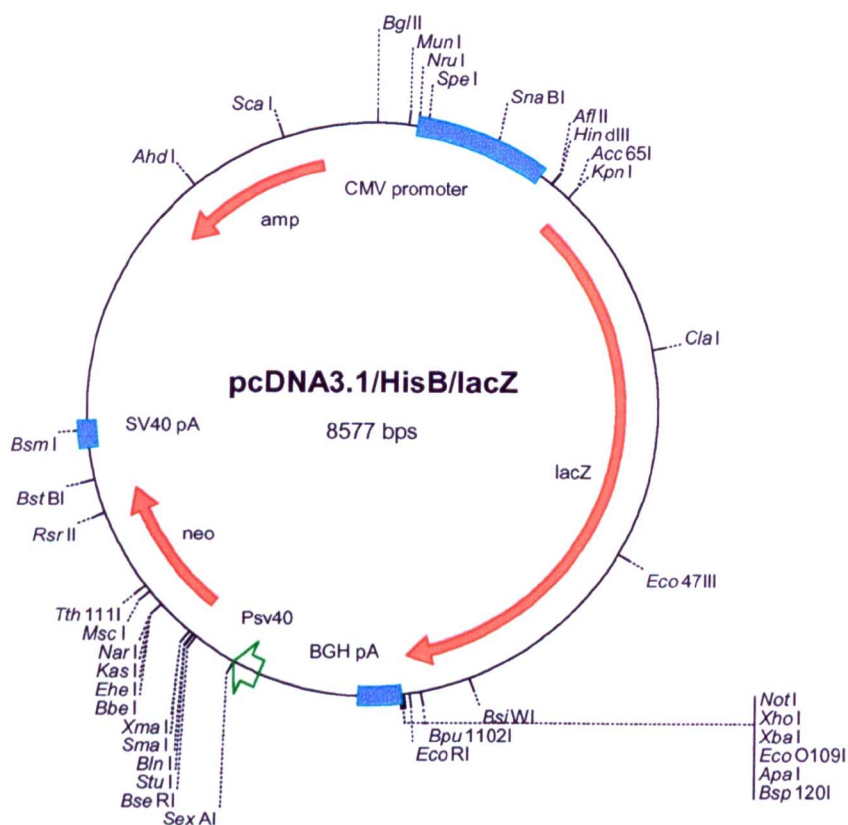 Bgl II
Mun I
Nru I
Spe I
Sca I
Sna BI
Afl II
Hin dIII
Acc 65I
Kpn I
Ahd I
CMV promoter
amp
Cla I
pcDNA3.1/HisB/lacZ
8577 bps
SV40 pA
Bsm I
lacZ
Bst BI
neo
Rsr II
Eco 47III
Tth 111I
Psv40
Msc I
BGH pA
Nar I
Kas I
Ehe I
Bbe I
Xma I
Sma I
Bln I
Stu I
Bse RI
Sex AI
Bsi WI
Bpu 1102I
Eco RI
Not I
Xho I
Xba I
Eco O109I
Apa I
Bsp 120I